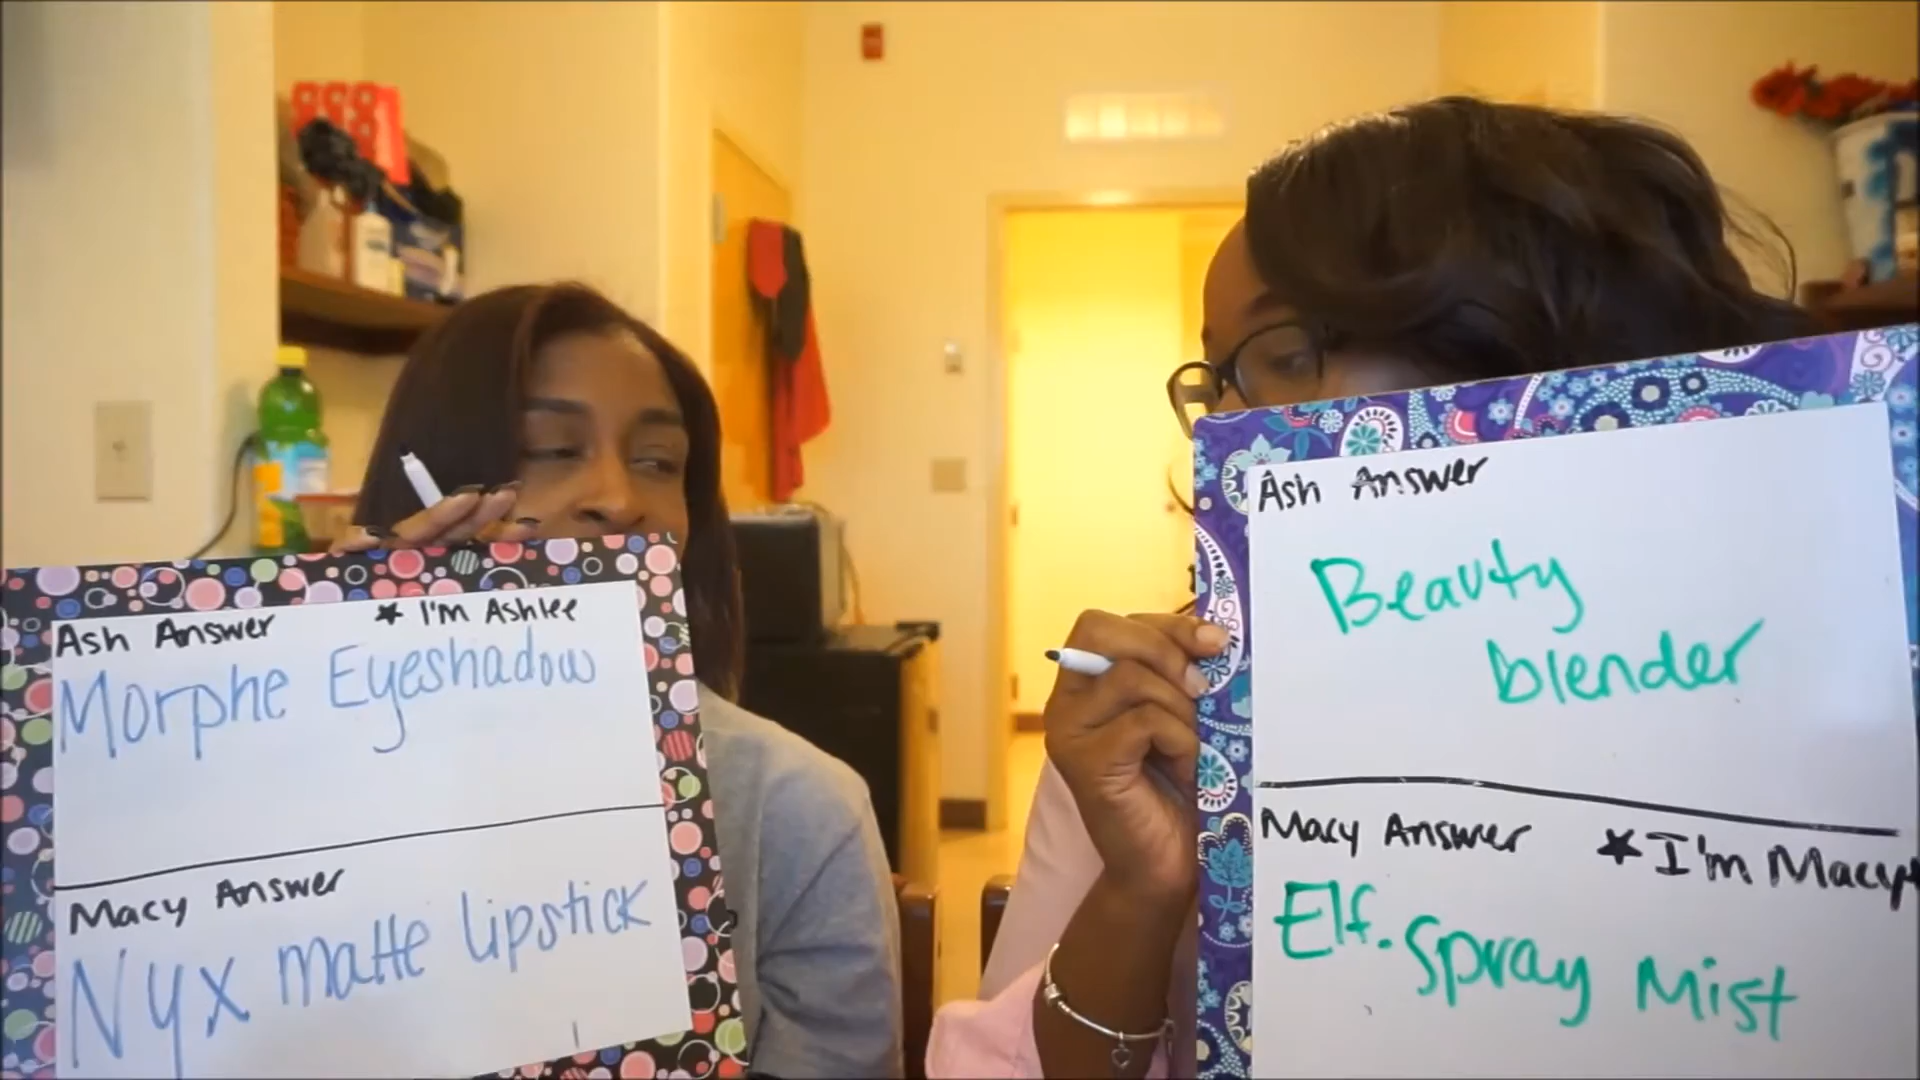 Ash Answer * I'm Ashlee
Morphe Eyeshadow
Macy Answer
Nyx matte lipstick
Ash Answer
Beauty
blender
Macy Answer * I'm Macy
Elf. Spray Mist